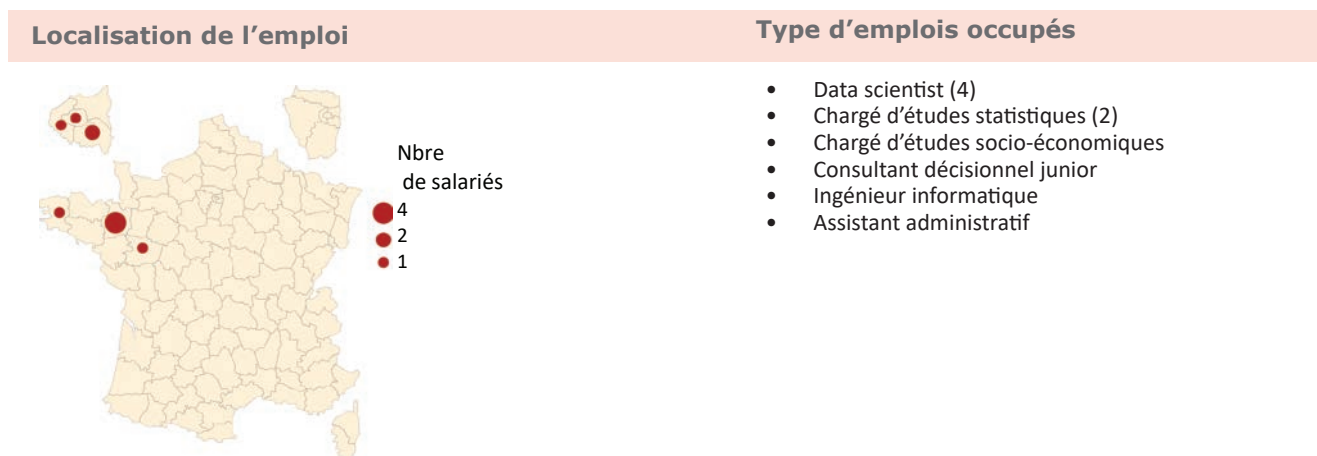 Localisation de l’emploi
Nbre
de salariés
4
2
1
Type d’emplois occupés
• Data scientist (4)
• Chargé d’études statistiques (2)
• Chargé d’études socio-économiques
• Consultant décisionnel junior
• Ingénieur informatique
• Assistant administratif